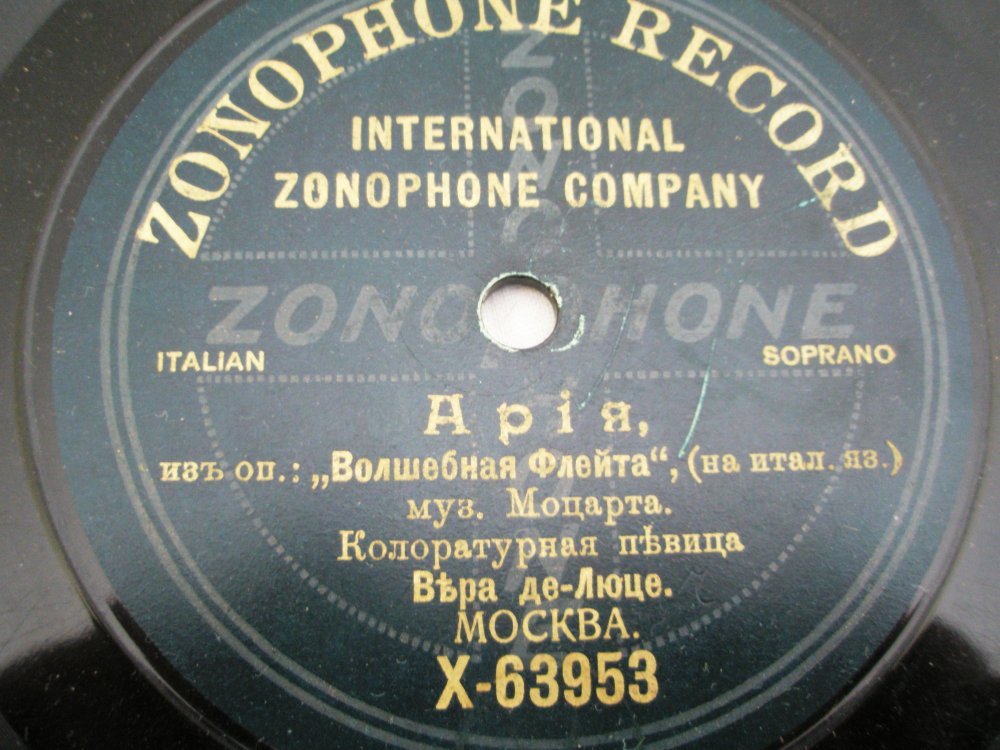 ZONOPHONE RECORD
INTERNATIONAL
ZONOPHONE COMPANY
ZONOPHONE
ZONOPHONE
ITALIAN
SOPRANO
Арія,
изъ оп.: „Волшебная Флейта“, (на итал. яз.)
муз. Моцарта.
Колоратурная пѣвица
Вѣра де-Люце.
МОСКВА.
X-63953